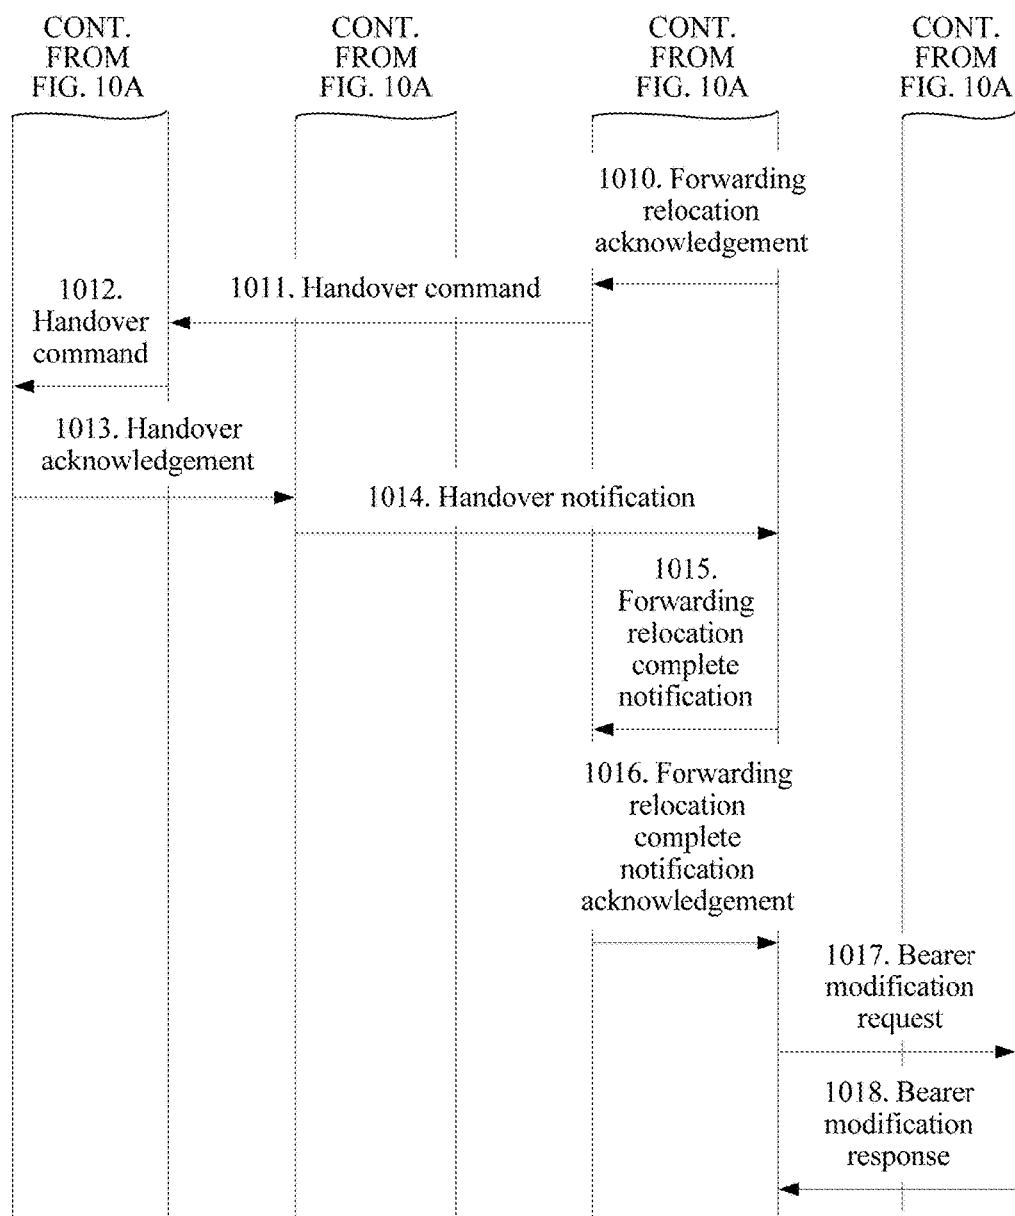 CONT.
FROM
FIG. 10A
CONT.
FROM
FIG. 10A
CONT.
FROM
FIG. 10A
CONT.
FROM
FIG. 10A
1010. Forwarding
relocation
acknowledgement
1011. Handover command
1012.
Handover
command
1013. Handover
acknowledgement
1014. Handover notification
1015.
Forwarding
relocation
complete
notification
1016. Forwarding
relocation
complete
notification
acknowledgement
1017. Bearer
modification
request
1018. Bearer
modification
response